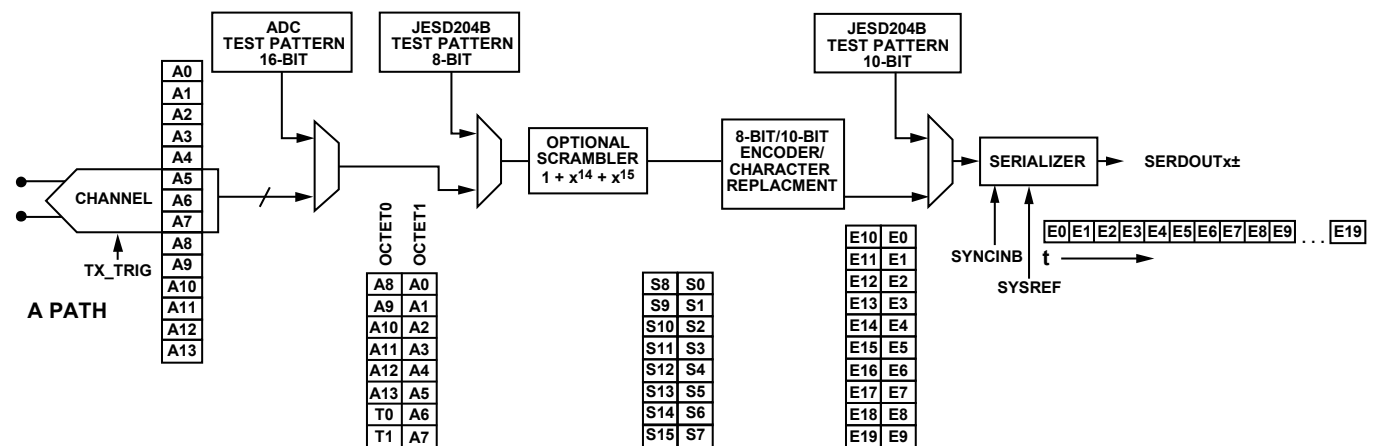 ADC
TEST PATTERN
16-BIT
JESD204B
TEST PATTERN
8-BIT
JESD204B
TEST PATTERN
10-BIT
A0
A1
A2
A3
A4
A5
A6
A7
A8
A9
A10
A11
A12
A13
CHANNEL
TX_TRIG
A PATH
OPTIONAL
SCRAMBLER
1 + x¹⁴ + x¹⁵
8-BIT/10-BIT
ENCODER/
CHARACTER
REPLACMENT
SERIALIZER
SERDOUTx±
SYNCINB
SYSREF
E0 E1 E2 E3 E4 E5 E6 E7 E8 E9 ... E19
t
OCTET0 OCTET1
A8 A0
A9 A1
A10 A2
A11 A3
A12 A4
A13 A5
T0 A6
T1 A7
S8 S0
S9 S1
S10 S2
S11 S3
S12 S4
S13 S5
S14 S6
S15 S7
E10 E0
E11 E1
E12 E2
E13 E3
E14 E4
E15 E5
E16 E6
E17 E7
E18 E8
E19 E9